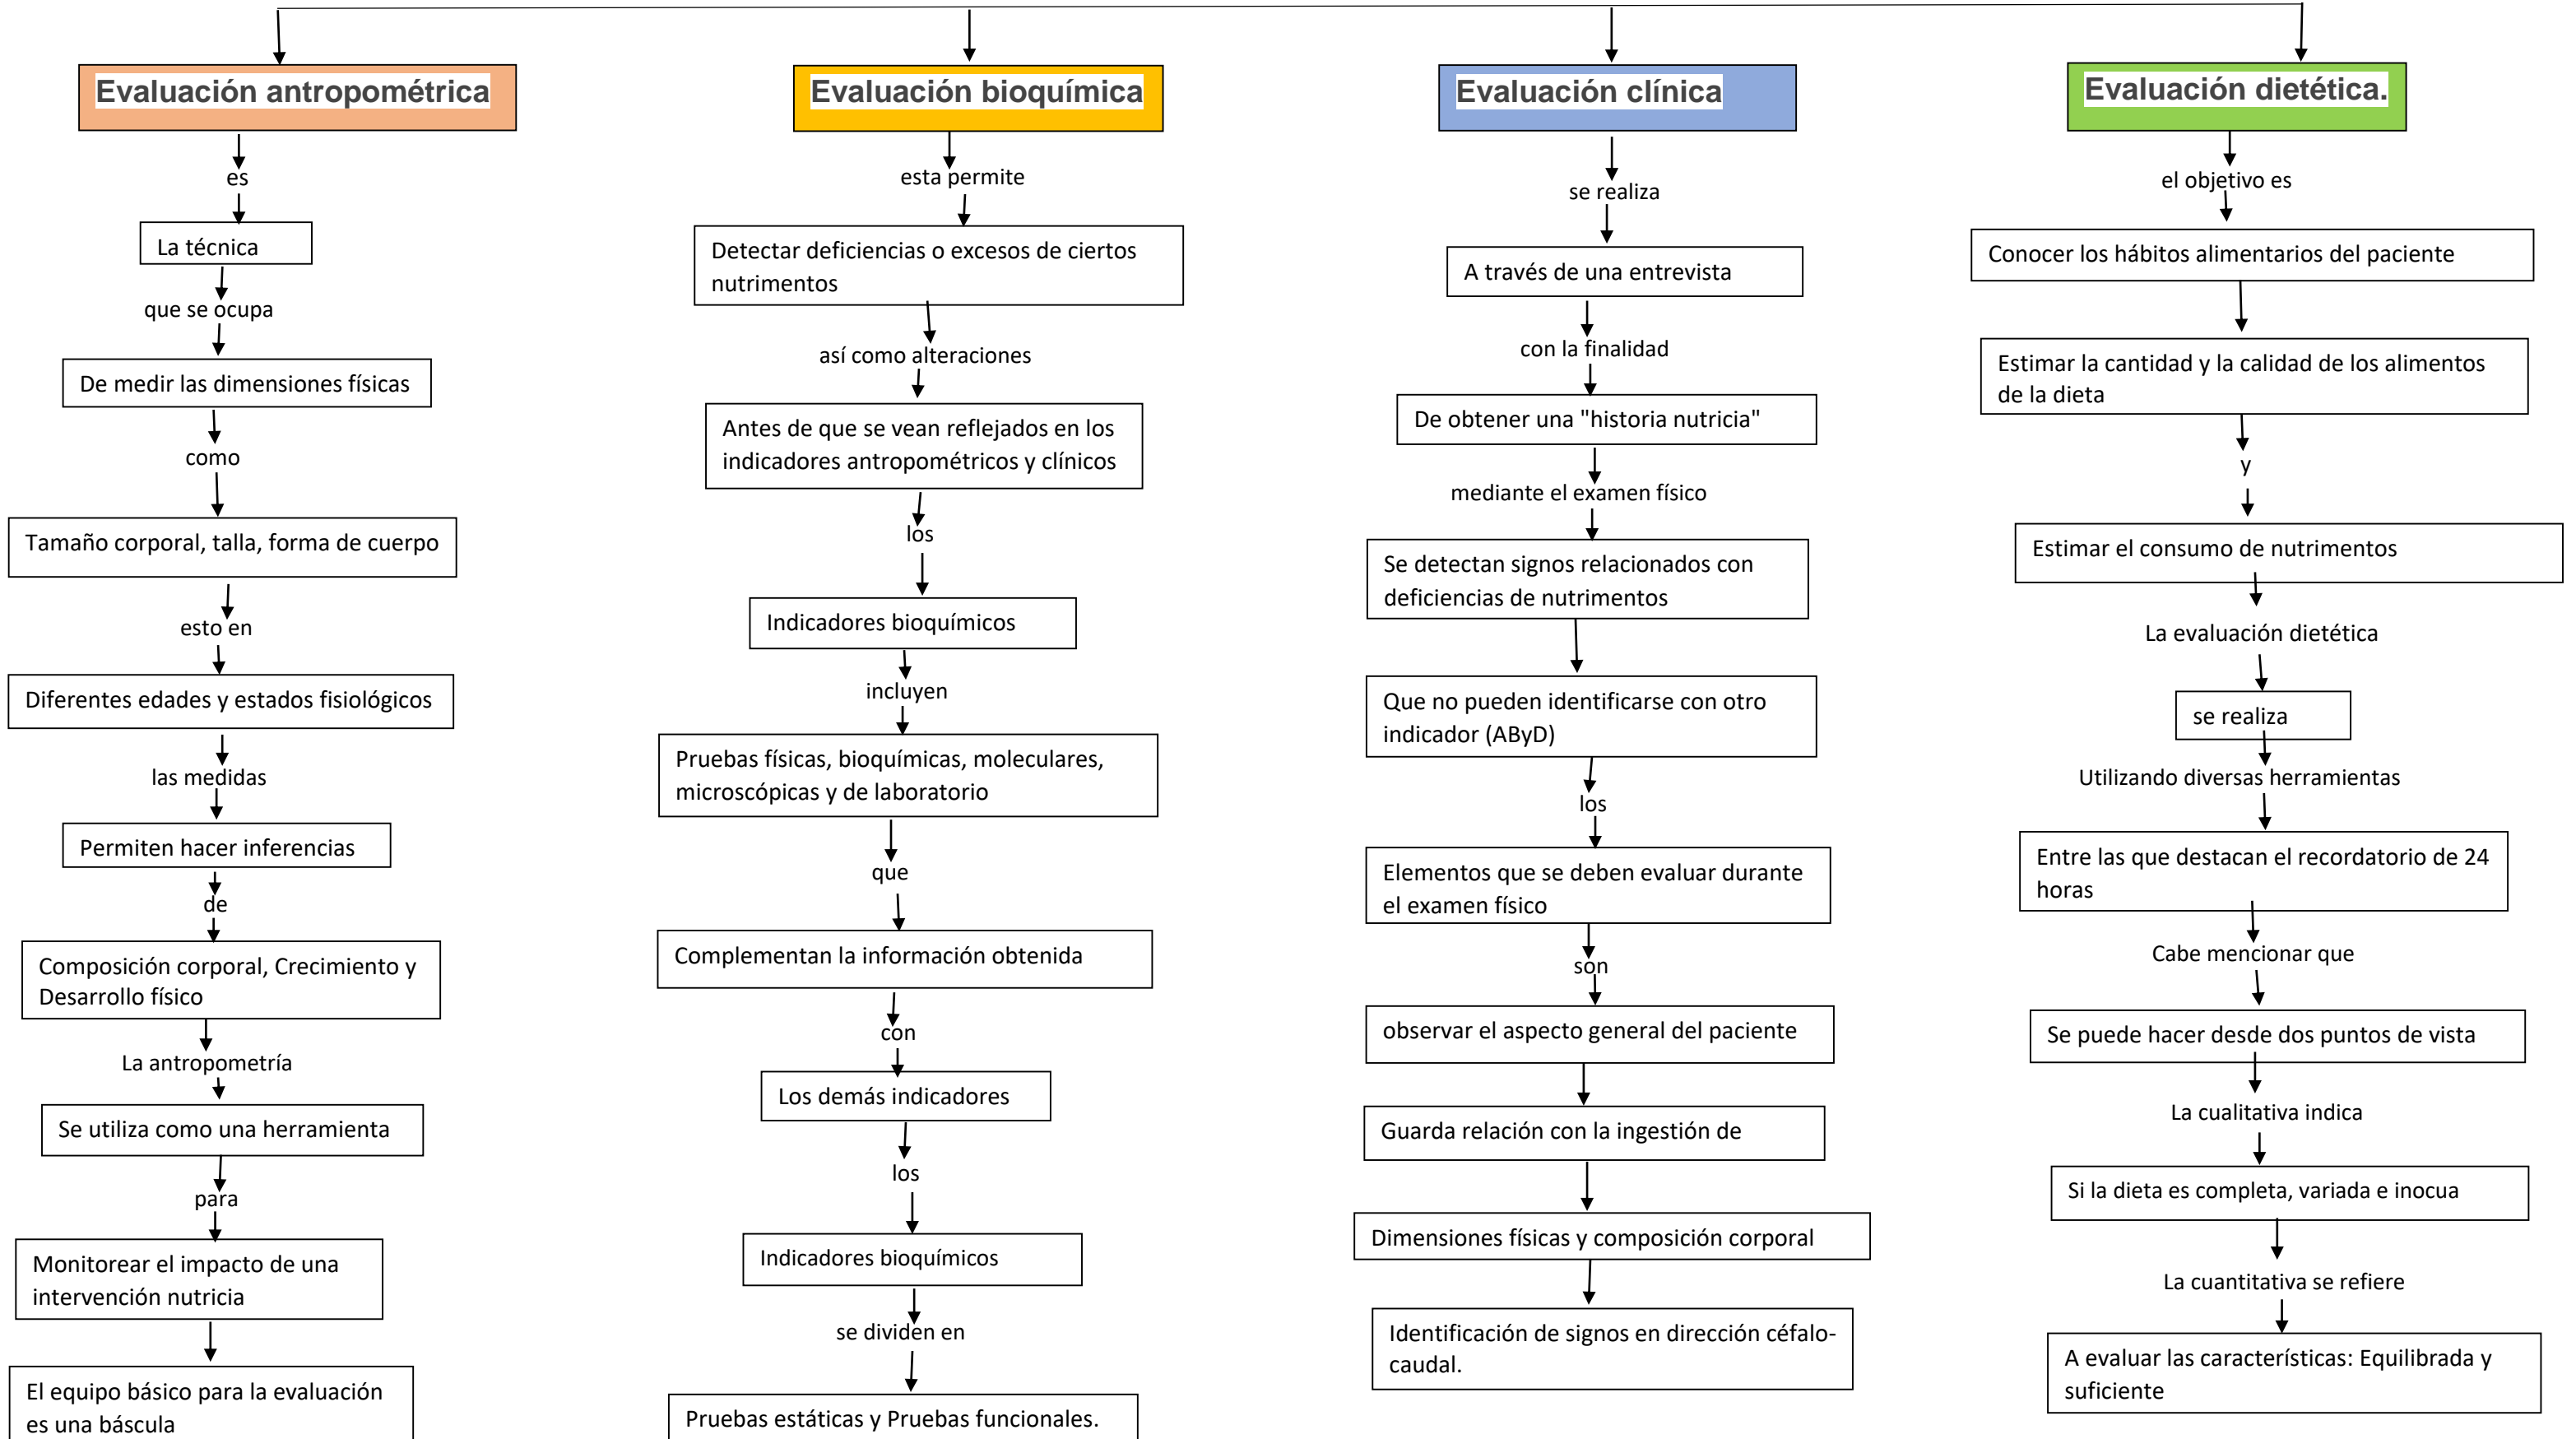 Evaluación antropométrica
es
La técnica
que se ocupa
De medir las dimensiones físicas
como
Tamaño corporal, talla, forma de cuerpo
esto en
Diferentes edades y estados fisiológicos
las medidas
Permiten hacer inferencias
de
Composición corporal, Crecimiento y
Desarrollo físico
La antropometría
Se utiliza como una herramienta
para
Monitorear el impacto de una
intervención nutricia
El equipo básico para la evaluación
es una báscula
Evaluación bioquímica
esta permite
Detectar deficiencias o excesos de ciertos
nutrimentos
así como alteraciones
Antes de que se vean reflejados en los
indicadores antropométricos y clínicos
los
Indicadores bioquímicos
incluyen
Pruebas físicas, bioquímicas, moleculares,
microscópicas y de laboratorio
que
Complementan la información obtenida
con
Los demás indicadores
los
Indicadores bioquímicos
se dividen en
Pruebas estáticas y Pruebas funcionales.
Evaluación clínica
se realiza
A través de una entrevista
con la finalidad
De obtener una "historia nutricia"
mediante el examen físico
Se detectan signos relacionados con
deficiencias de nutrimentos
Que no pueden identificarse con otro
indicador (AByD)
los
Elementos que se deben evaluar durante
el examen físico
son
observar el aspecto general del paciente
Guarda relación con la ingestión de
Dimensiones físicas y composición corporal
Identificación de signos en dirección céfalo-
caudal.
Evaluación dietética.
el objetivo es
Conocer los hábitos alimentarios del paciente
Estimar la cantidad y la calidad de los alimentos
de la dieta
y
Estimar el consumo de nutrimentos
La evaluación dietética
se realiza
Utilizando diversas herramientas
Entre las que destacan el recordatorio de 24
horas
Cabe mencionar que
Se puede hacer desde dos puntos de vista
La cualitativa indica
Si la dieta es completa, variada e inocua
La cuantitativa se refiere
A evaluar las características: Equilibrada y
suficiente